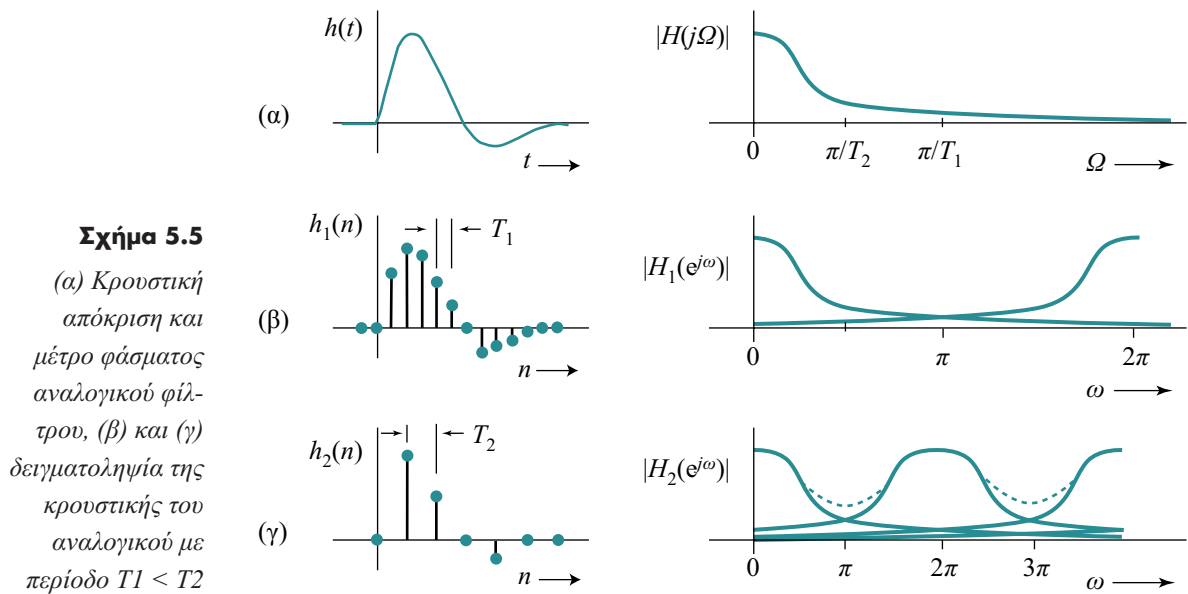 h(t)
|H(jΩ)|
(α)
t
0
π/T₂
π/T₁
Ω
Σχήμα 5.5
(α) Κρουστική
απόκριση και
μέτρο φάσματος
αναλογικού φίλ-
τρου, (β) και (γ)
δειγματοληψία της
κρουστικής του
αναλογικού με
περίοδο T1 < T2
h₁(n)
T₁
|H₁(e^{jω})|
(β)
n
0
π
2π
ω
h₂(n)
T₂
|H₂(e^{jω})|
(γ)
n
0
π
2π
3π
ω